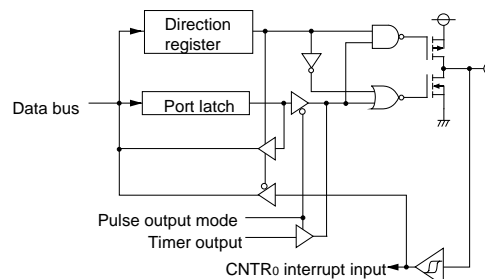 Direction
register
Data bus
Port latch
Pulse output mode
Timer output
CNTR0 interrupt input